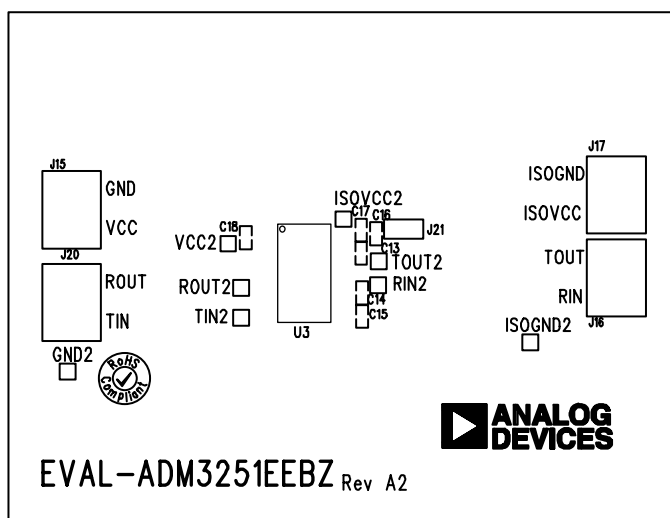 J15
GND
VCC
J20
ROUT
TIN
GND2
RoHS
Compliant
VCC2
C18
ROUT2
TIN2
U3
ISOVCC2
C17
C16
J21
C13
TOUT2
RIN2
C14
C15
J17
ISOGND
ISOVCC
TOUT
RIN
J16
ISOGND2
ANALOG
DEVICES
EVAL-ADM3251EEBZ Rev A2